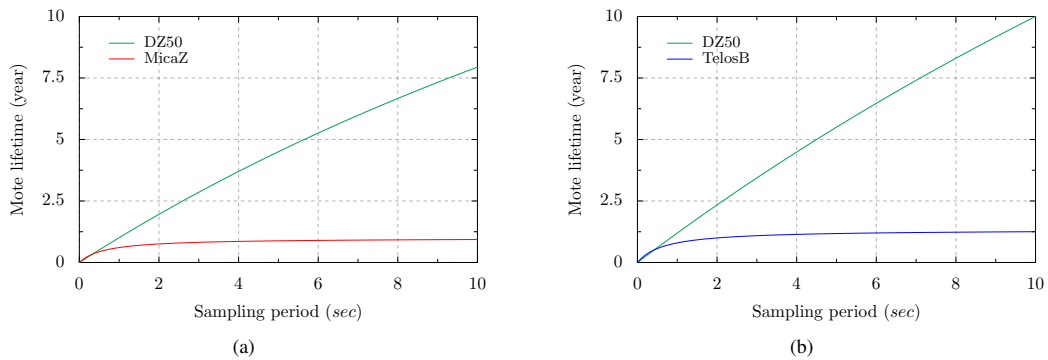 10
7.5
5
2.5
0
Mote lifetime (year)
DZ50
MicaZ
0 2 4 6 8 10
Sampling period (sec)
(a)
10
7.5
5
2.5
0
Mote lifetime (year)
DZ50
TelosB
0 2 4 6 8 10
Sampling period (sec)
(b)